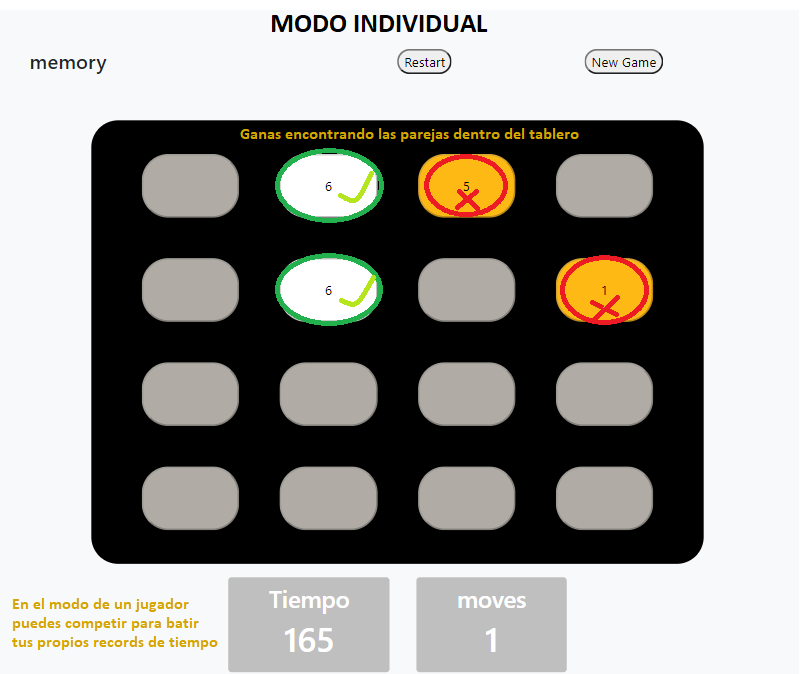 MODO INDIVIDUAL
memory
Restart
New Game
Ganas encontrando las parejas dentro del tablero
6
5
6
1
En el modo de un jugador
puedes competir para batir
tus propios records de tiempo
Tiempo
165
moves
1